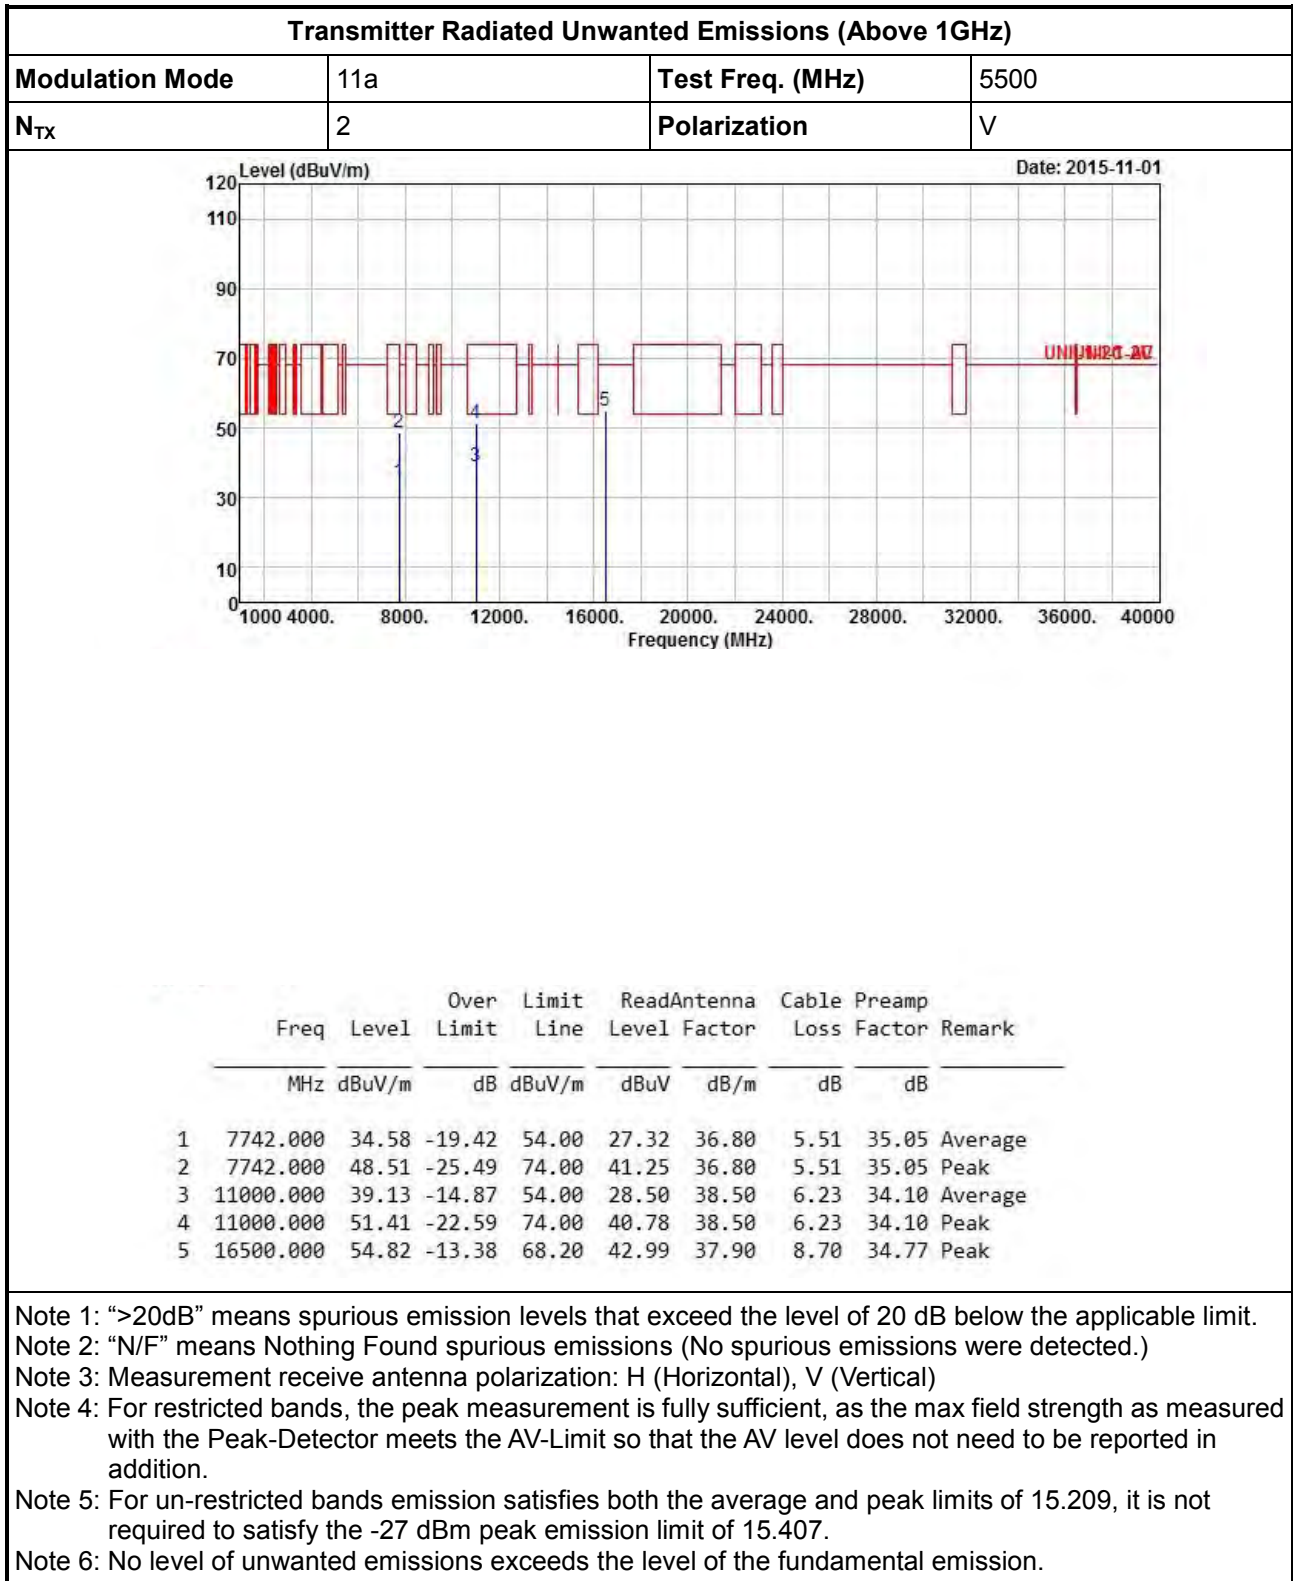 Transmitter Radiated Unwanted Emissions (Above 1GHz)
Modulation Mode 11a Test Freq. (MHz) 5500
NTX 2 Polarization V
Level (dBuV/m) Date: 2015-11-01
120
110
90
70
50
30
10
0
1 2 3 4 5
1000 4000. 8000. 12000. 16000. 20000. 24000. 28000. 32000. 36000. 40000
Frequency (MHz)
Over Limit ReadAntenna Cable Preamp
Freq Level Limit Line Level Factor Loss Factor Remark
MHz dBuV/m dB dBuV/m dBuV dB/m dB dB
1 7742.000 34.58 -19.42 54.00 27.32 36.80 5.51 35.05 Average
2 7742.000 48.51 -25.49 74.00 41.25 36.80 5.51 35.05 Peak
3 11000.000 39.13 -14.87 54.00 28.50 38.50 6.23 34.10 Average
4 11000.000 51.41 -22.59 74.00 40.78 38.50 6.23 34.10 Peak
5 16500.000 54.82 -13.38 68.20 42.99 37.90 8.70 34.77 Peak
Note 1: “>20dB” means spurious emission levels that exceed the level of 20 dB below the applicable limit.
Note 2: “N/F” means Nothing Found spurious emissions (No spurious emissions were detected.)
Note 3: Measurement receive antenna polarization: H (Horizontal), V (Vertical)
Note 4: For restricted bands, the peak measurement is fully sufficient, as the max field strength as measured
with the Peak-Detector meets the AV-Limit so that the AV level does not need to be reported in
addition.
Note 5: For un-restricted bands emission satisfies both the average and peak limits of 15.209, it is not
required to satisfy the -27 dBm peak emission limit of 15.407.
Note 6: No level of unwanted emissions exceeds the level of the fundamental emission.